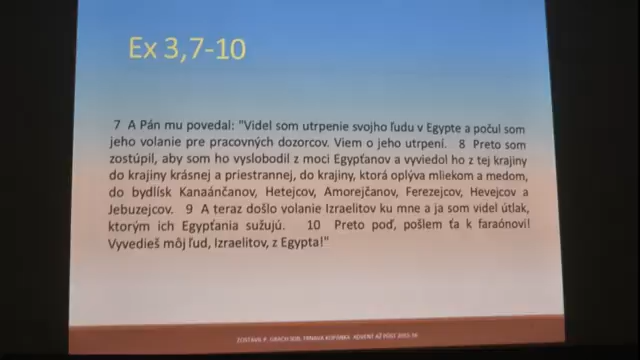 Ex 3,7-10
7 A Pán mu povedal: "Videl som utrpenie svojho ľudu v Egypte a počul som
jeho volanie pre pracovných dozorcov. Viem o jeho utrpení. 8 Preto som
zostúpil, aby som ho vyslobodil z moci Egypťanov a vyviedol ho z tej krajiny
do krajiny krásnej a priestrannej, do krajiny, ktorá oplýva mliekom a medom,
do bydlísk Kanaánčanov, Hetejcov, Amorejčanov, Ferezejcov, Hevejcov a
Jebuzejcov. 9 A teraz došlo volanie Izraelitov ku mne a ja som videl útlak,
ktorým ich Egypťania sužujú. 10 Preto poď, pošlem ťa k faraónovi!
Vyvedieš môj ľud, Izraelitov, z Egypta!"